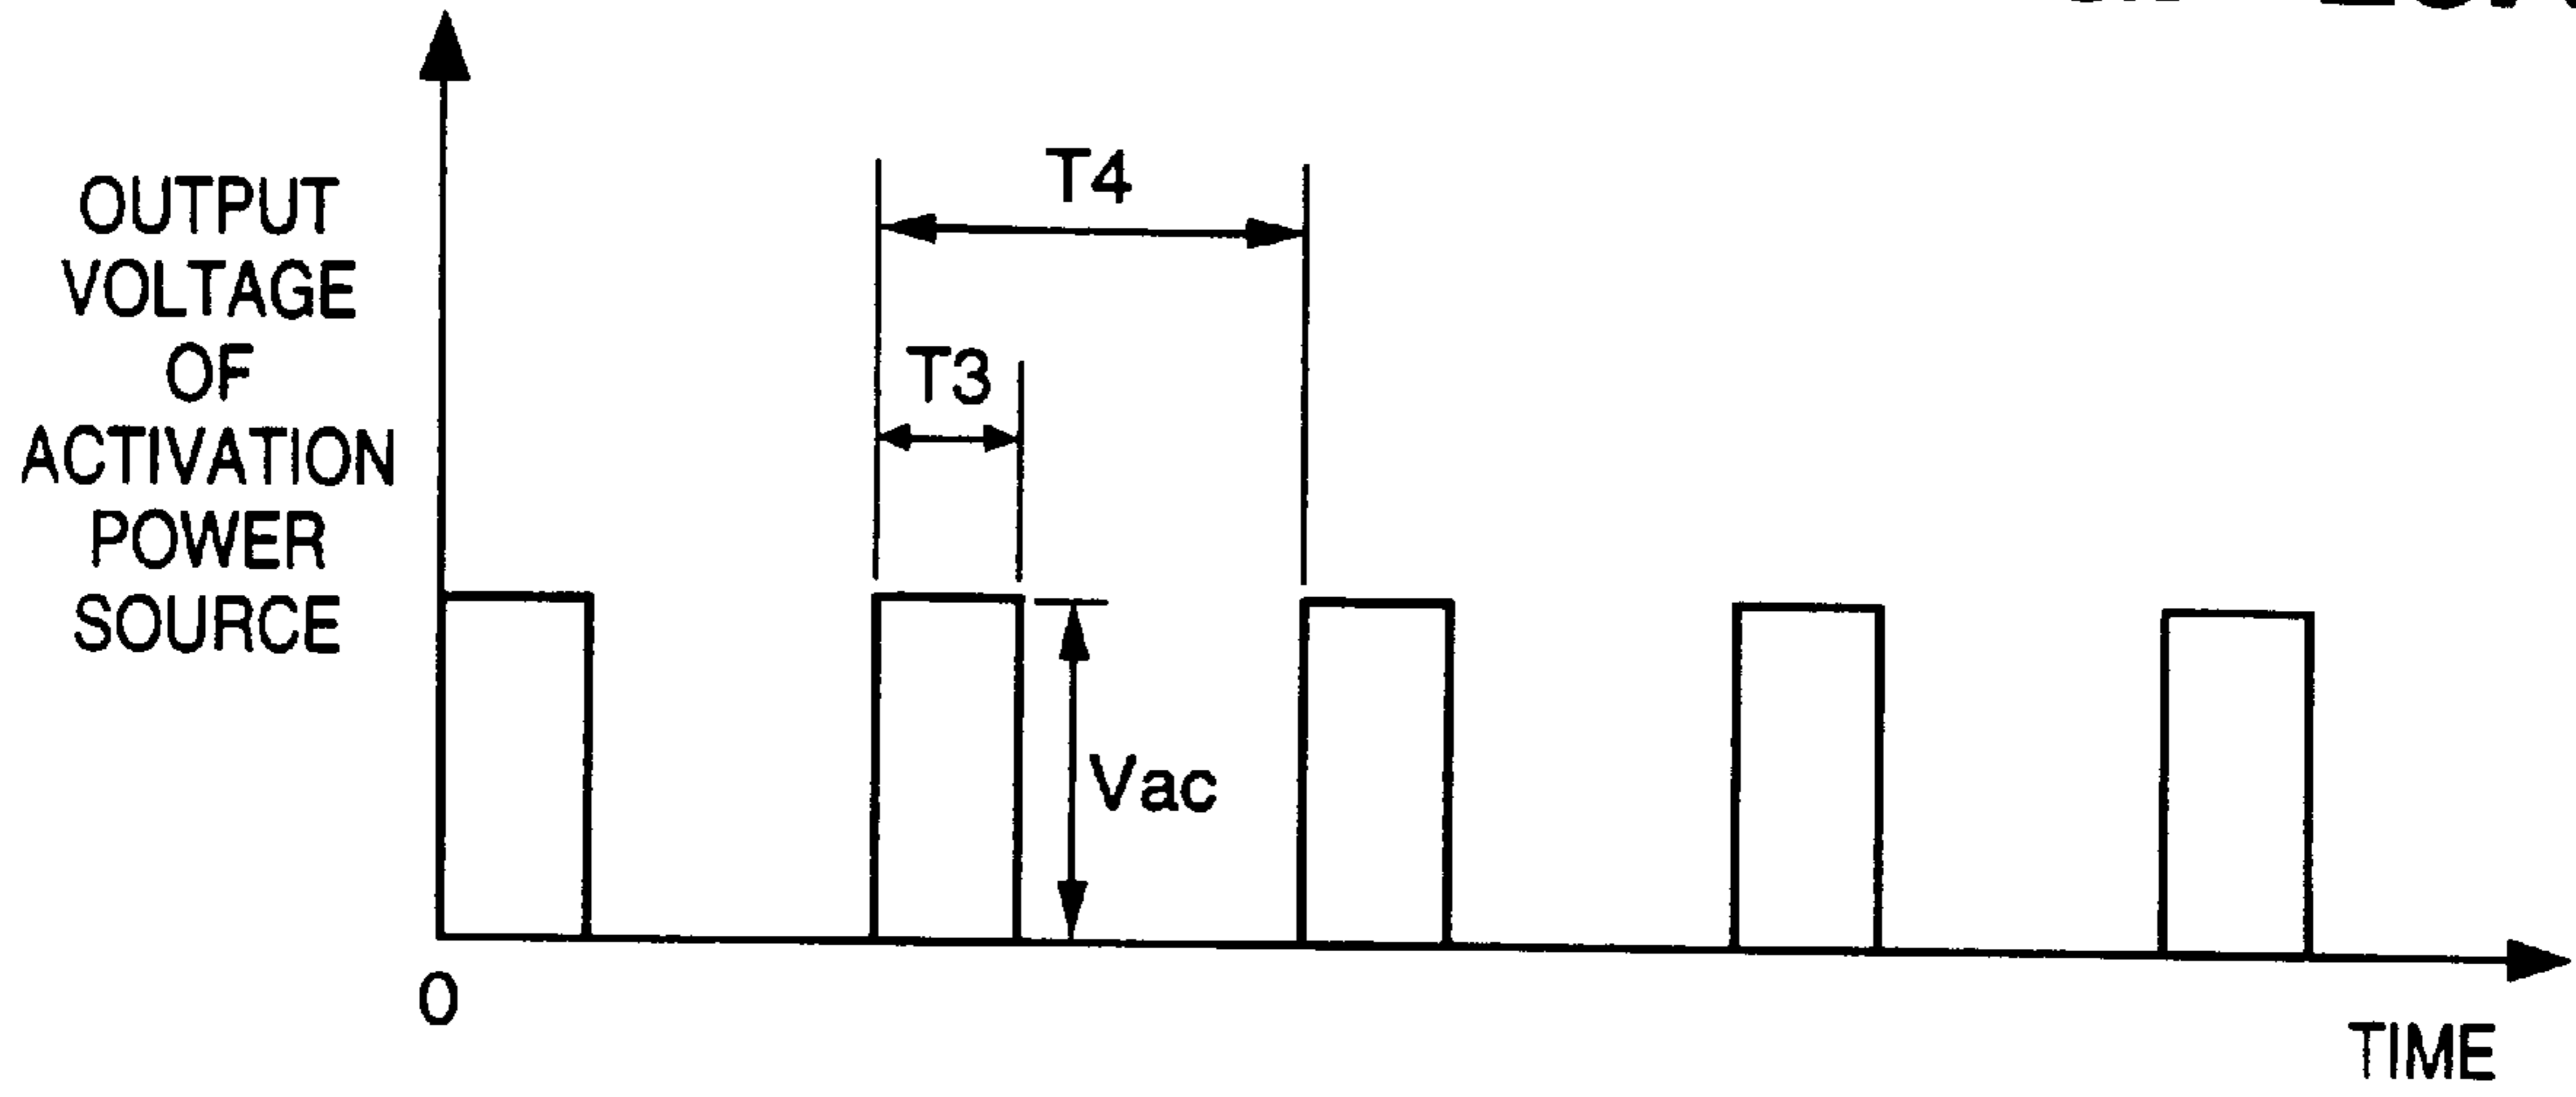 OUTPUT
VOLTAGE
OF
ACTIVATION
POWER
SOURCE
T4
T3
Vac
0
TIME